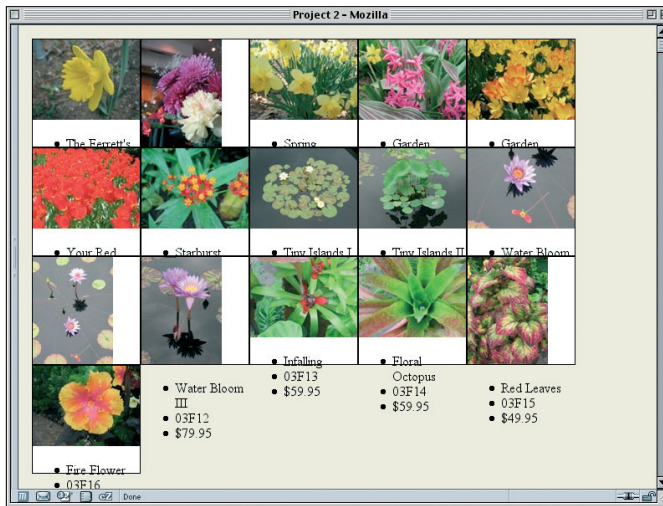 Project 2 – Mozilla
The Ferrett's
Spring
Garden
Garden
Your Red
Starburst
Tiny Islands I
Tiny Islands II
Water Bloom
Infalling
03F13
$59.95
Floral
Octopus
03F14
$59.95
Water Bloom
III
03F12
$79.95
Red Leaves
03F15
$49.95
Fire Flower
03F16
Done